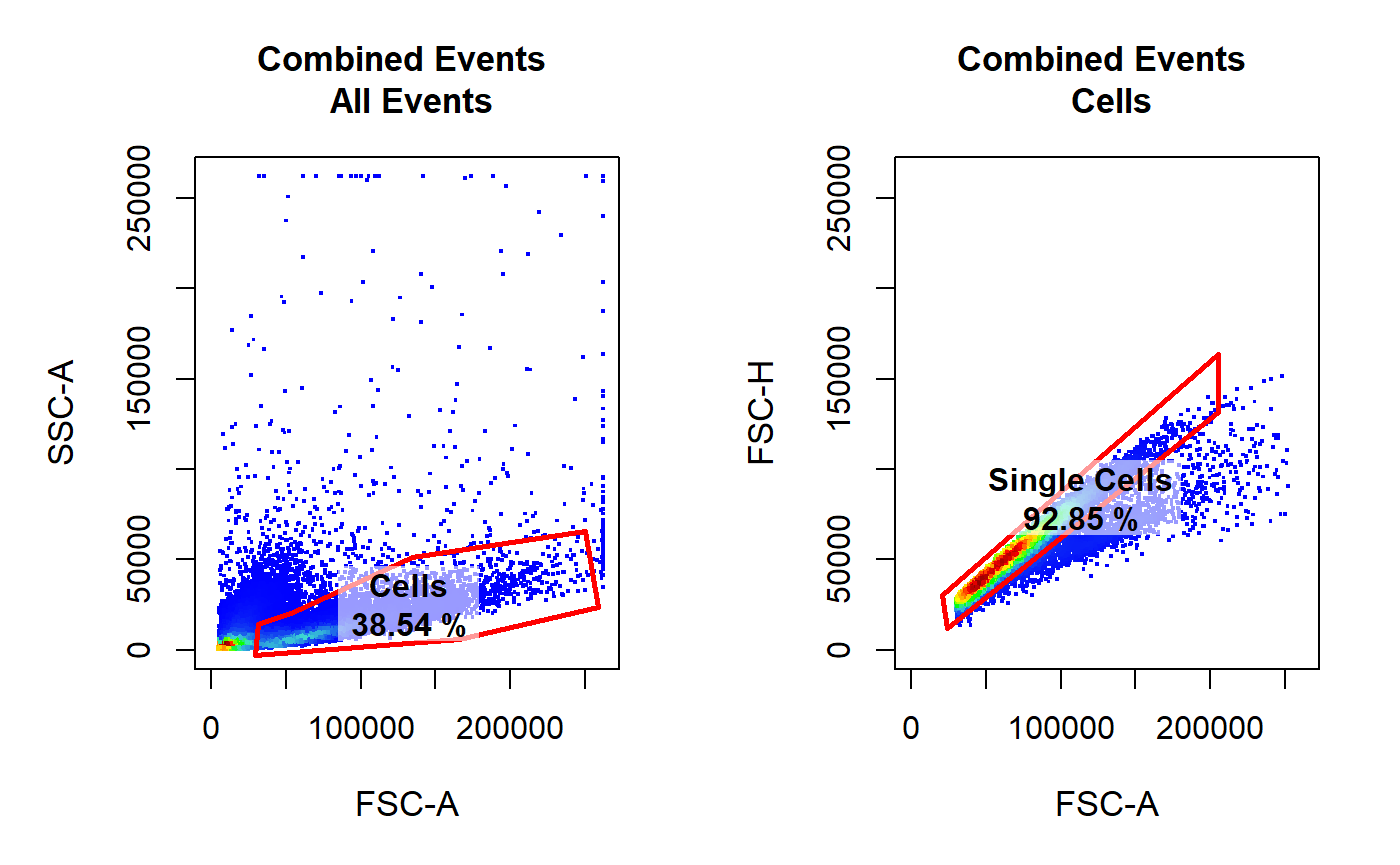 Combined Events
All Events
SSC-A
250000
150000
50000
0
Cells
38.54 %
0 100000 200000
FSC-A
Combined Events
Cells
FSC-H
250000
150000
50000
0
Single Cells
92.85 %
0 100000 200000
FSC-A